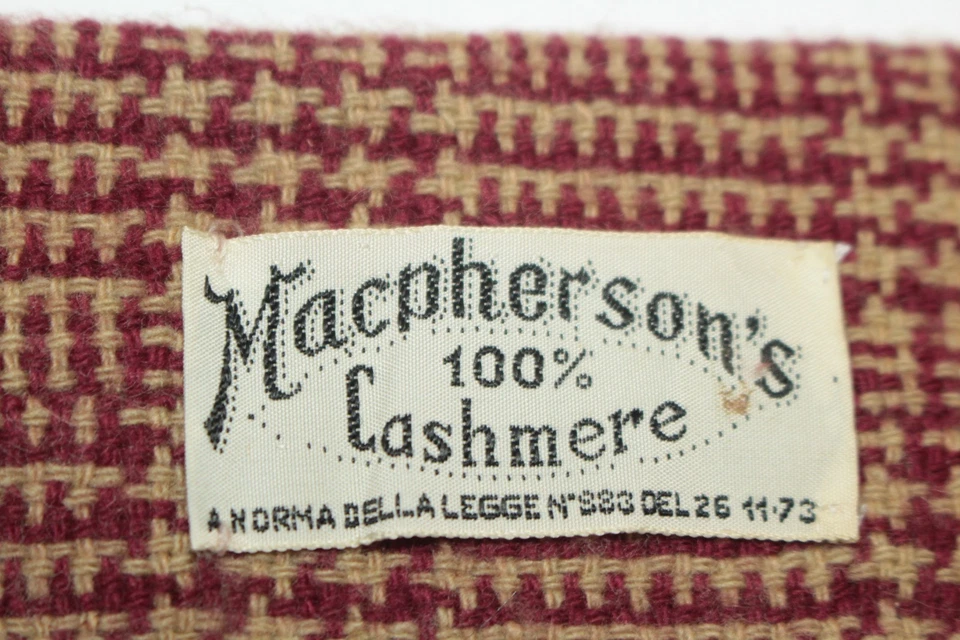 Macpherson's
100%
Cashmere
A NORMA DELLA LEGGE N°883 DEL 26 11-73